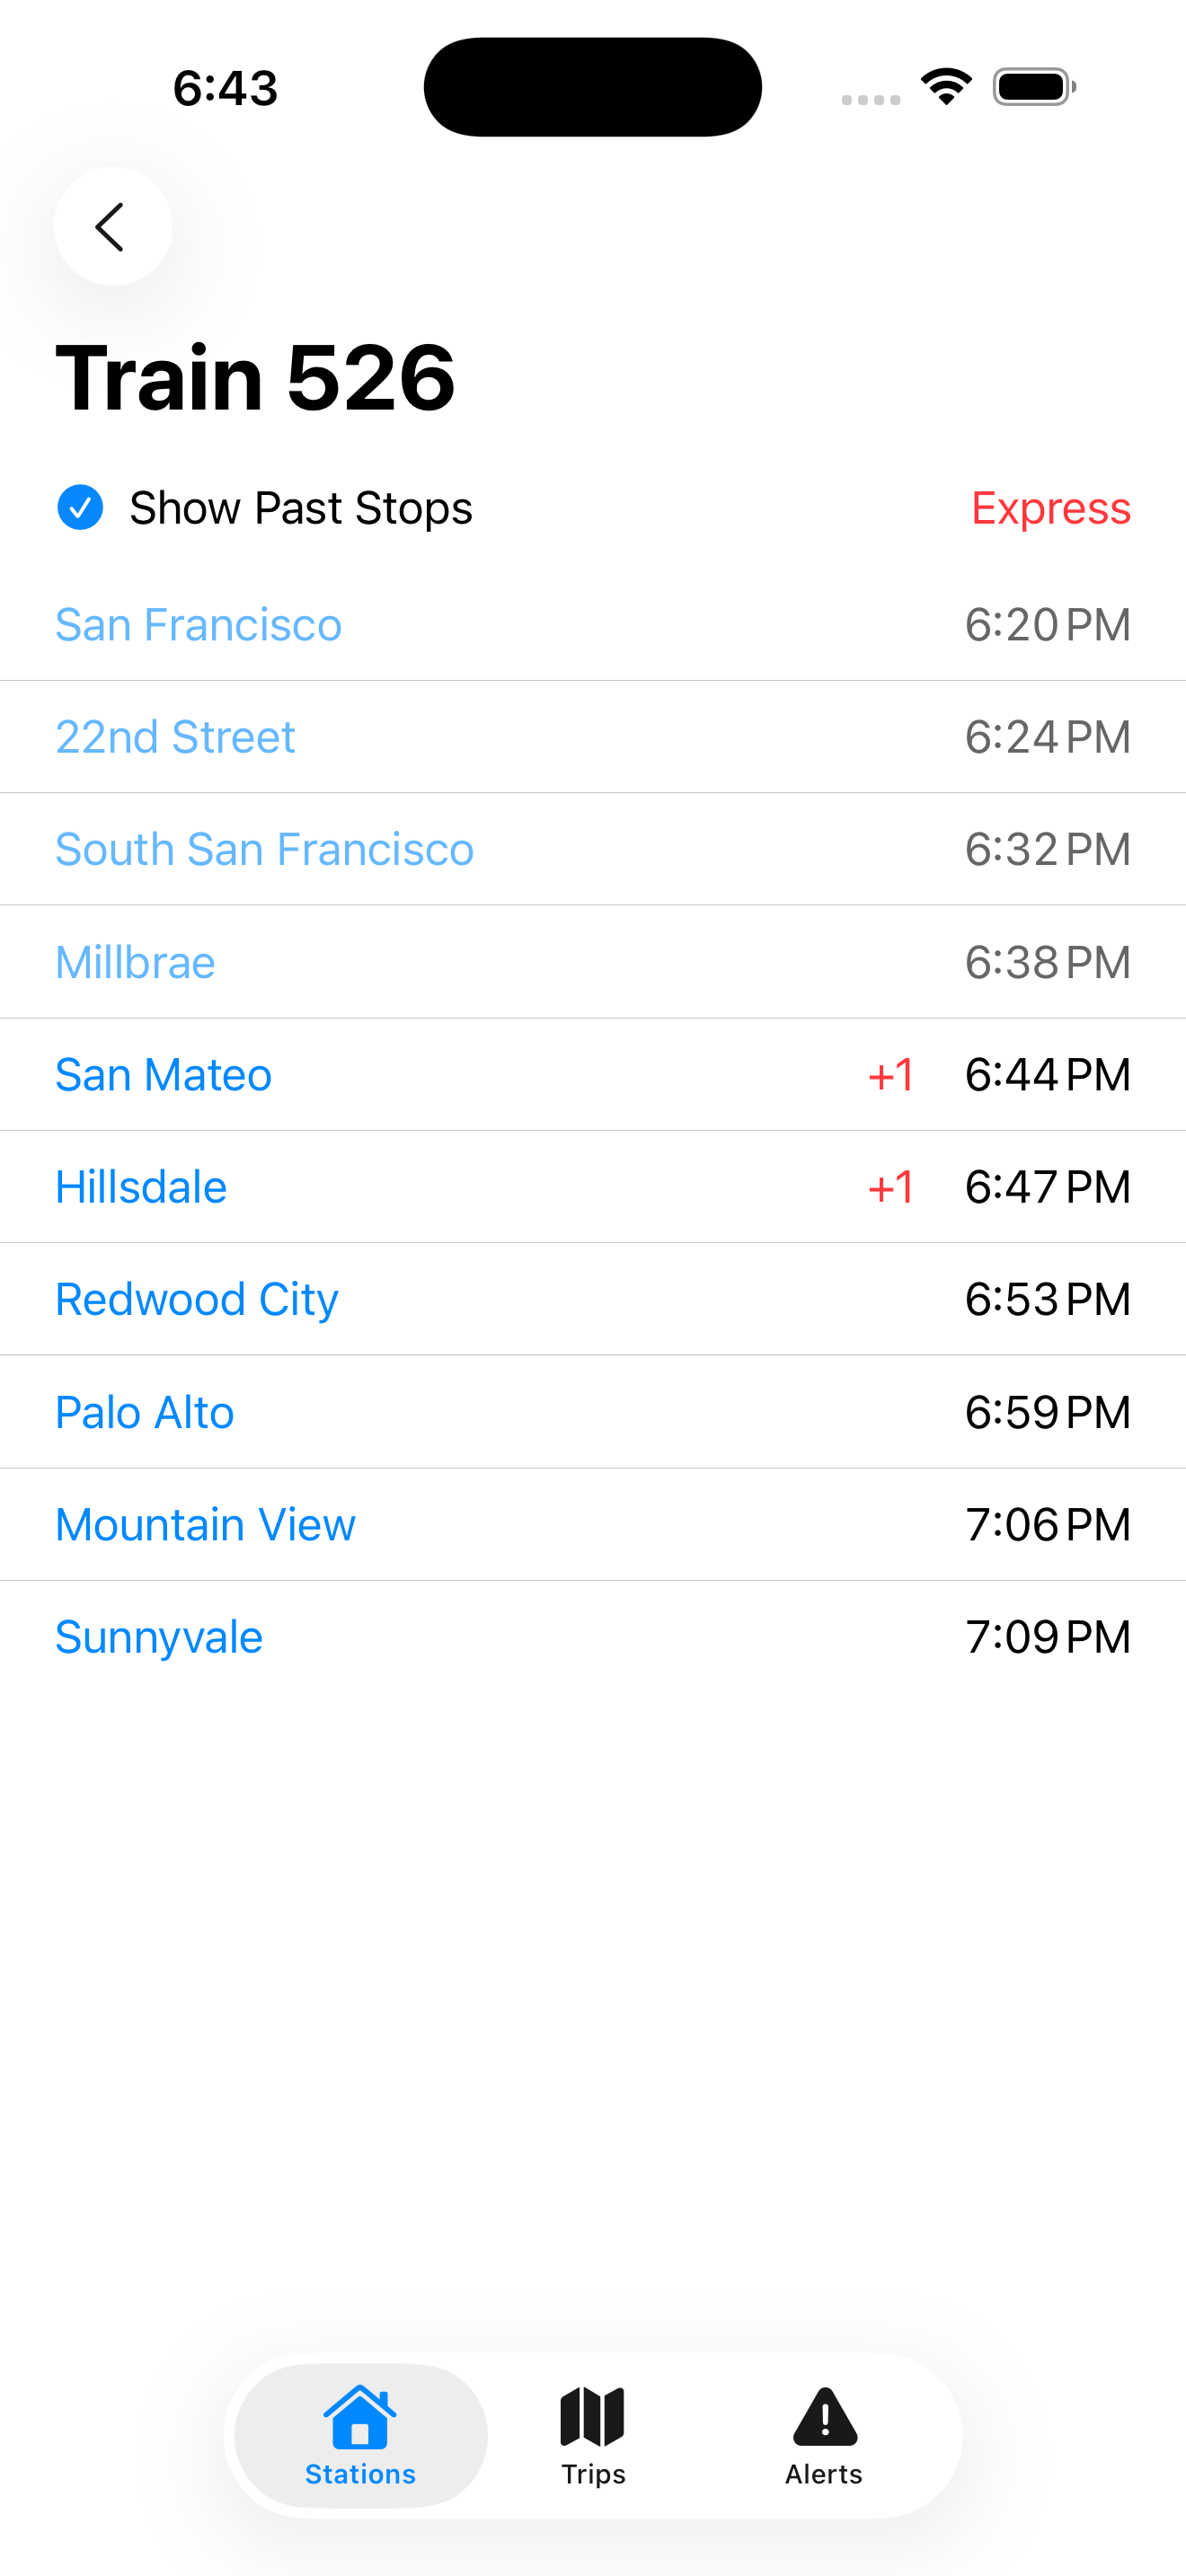 6:43
Train 526
Show Past Stops Express
San Francisco 6:20 PM
22nd Street 6:24 PM
South San Francisco 6:32 PM
Millbrae 6:38 PM
San Mateo +1 6:44 PM
Hillsdale +1 6:47 PM
Redwood City 6:53 PM
Palo Alto 6:59 PM
Mountain View 7:06 PM
Sunnyvale 7:09 PM
Stations Trips Alerts